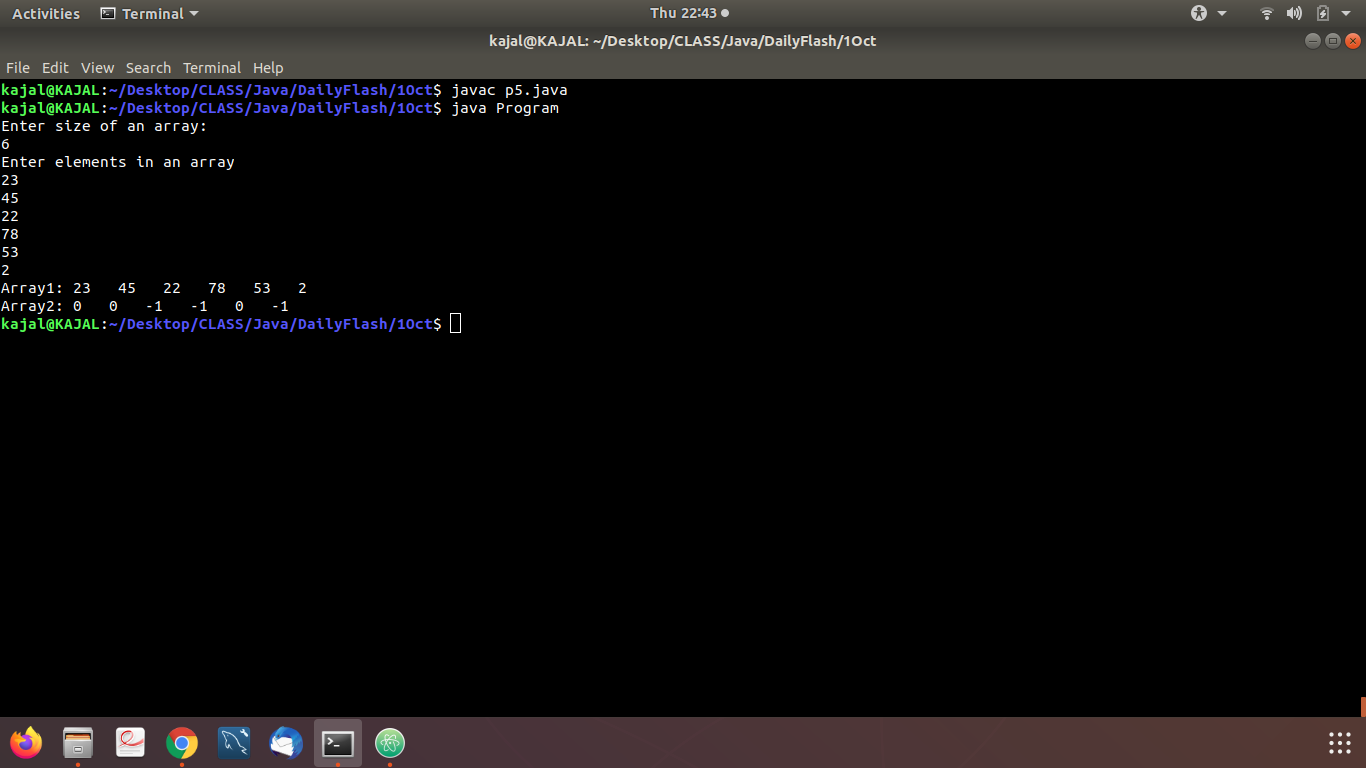 Activities Terminal Thu 22:43
kajal@KAJAL: ~/Desktop/CLASS/Java/DailyFlash/1Oct
File Edit View Search Terminal Help
kajal@KAJAL:~/Desktop/CLASS/Java/DailyFlash/1Oct$ javac p5.java
kajal@KAJAL:~/Desktop/CLASS/Java/DailyFlash/1Oct$ java Program
Enter size of an array:
6
Enter elements in an array
23
45
22
78
53
2
Array1: 23   45   22   78   53   2
Array2: 0   0   -1   -1   0   -1
kajal@KAJAL:~/Desktop/CLASS/Java/DailyFlash/1Oct$